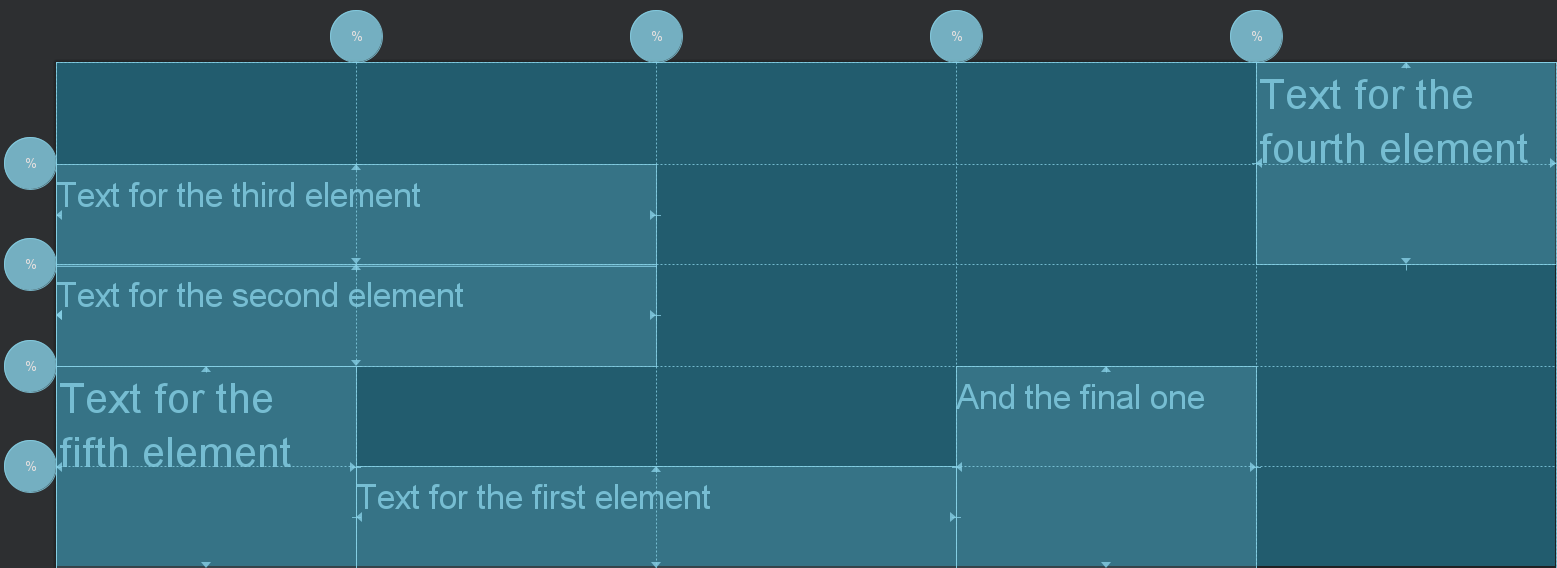 % % % %
Text for the
fourth element
%
Text for the third element
%
Text for the second element
%
Text for the
fifth element
And the final one
%
Text for the first element